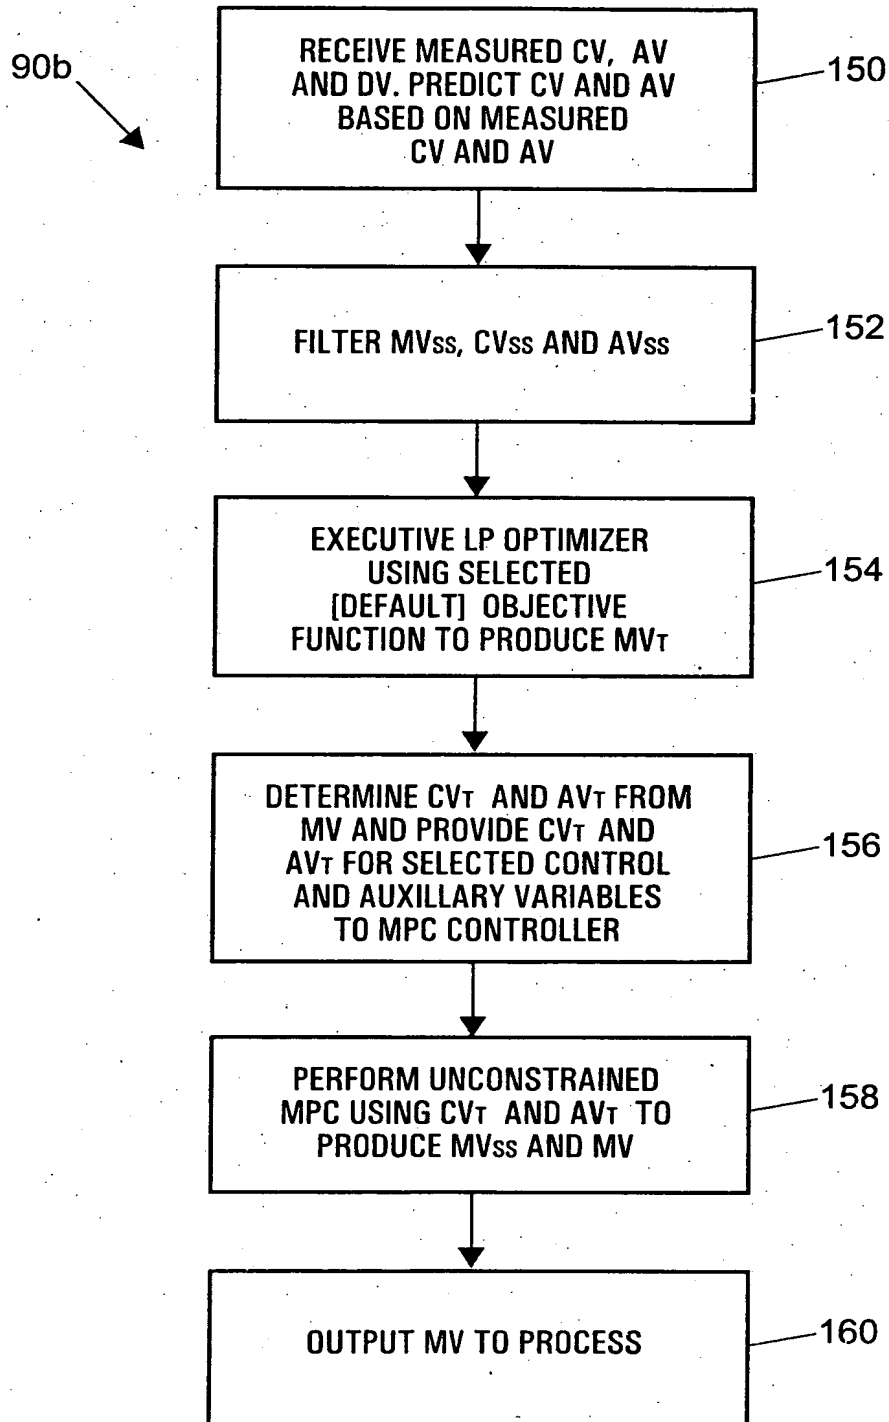 90b
RECEIVE MEASURED CV, AV
AND DV. PREDICT CV AND AV
BASED ON MEASURED
CV AND AV
150
FILTER MVss, CVss AND AVss
152
EXECUTIVE LP OPTIMIZER
USING SELECTED
[DEFAULT] OBJECTIVE
FUNCTION TO PRODUCE MVT
154
DETERMINE CVT AND AVT FROM
MV AND PROVIDE CVT AND
AVT FOR SELECTED CONTROL
AND AUXILLARY VARIABLES
TO MPC CONTROLLER
156
PERFORM UNCONSTRAINED
MPC USING CVT AND AVT TO
PRODUCE MVss AND MV
158
OUTPUT MV TO PROCESS
160